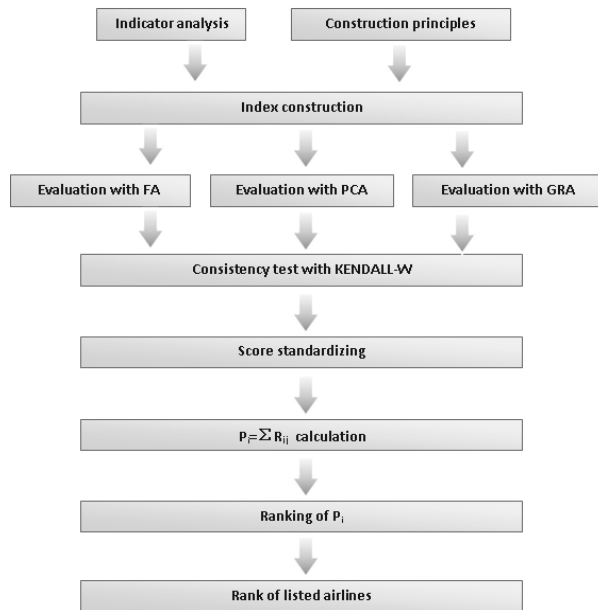 Indicator analysis
Construction principles
Index construction
Evaluation with FA
Evaluation with PCA
Evaluation with GRA
Consistency test with KENDALL-W
Score standardizing
Pᵢ=∑ Rᵢⱼ calculation
Ranking of Pᵢ
Rank of listed airlines